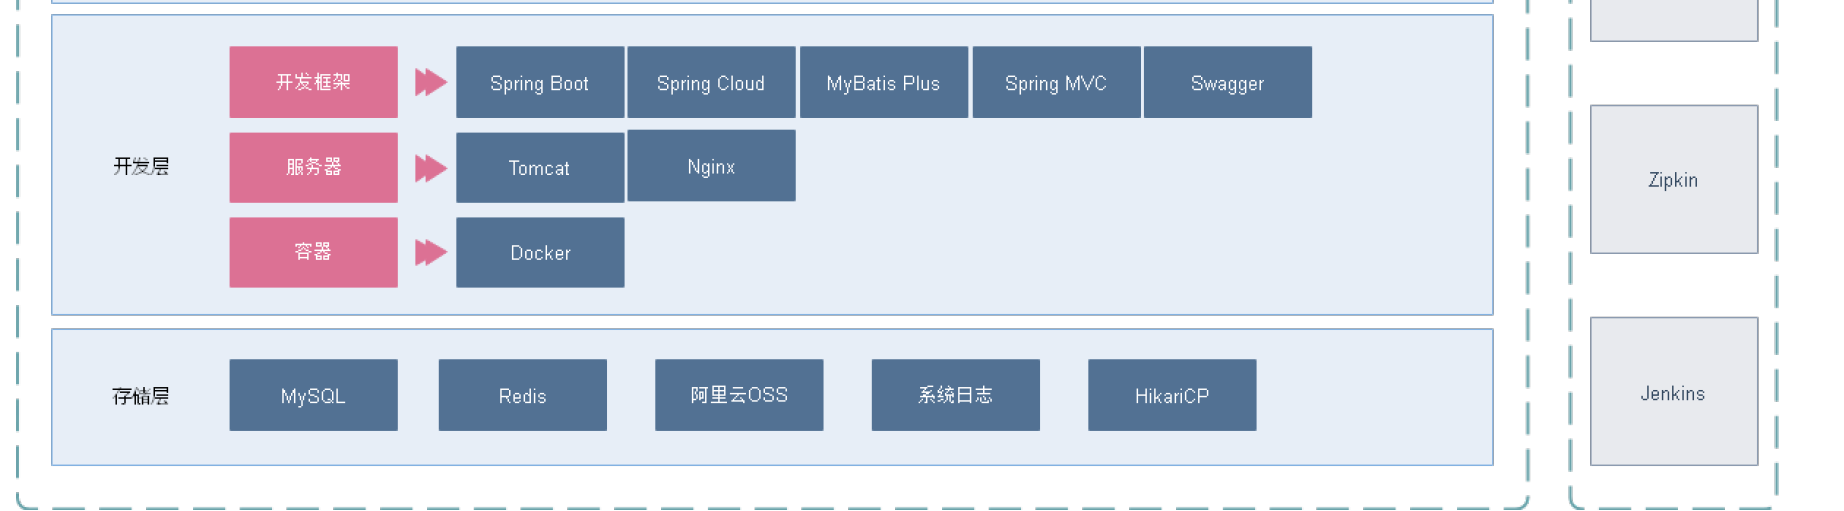 开发层
开发框架
Spring Boot
Spring Cloud
MyBatis Plus
Spring MVC
Swagger
服务器
Tomcat
Nginx
容器
Docker
存储层
MySQL
Redis
阿里云OSS
系统日志
HikariCP
Zipkin
Jenkins